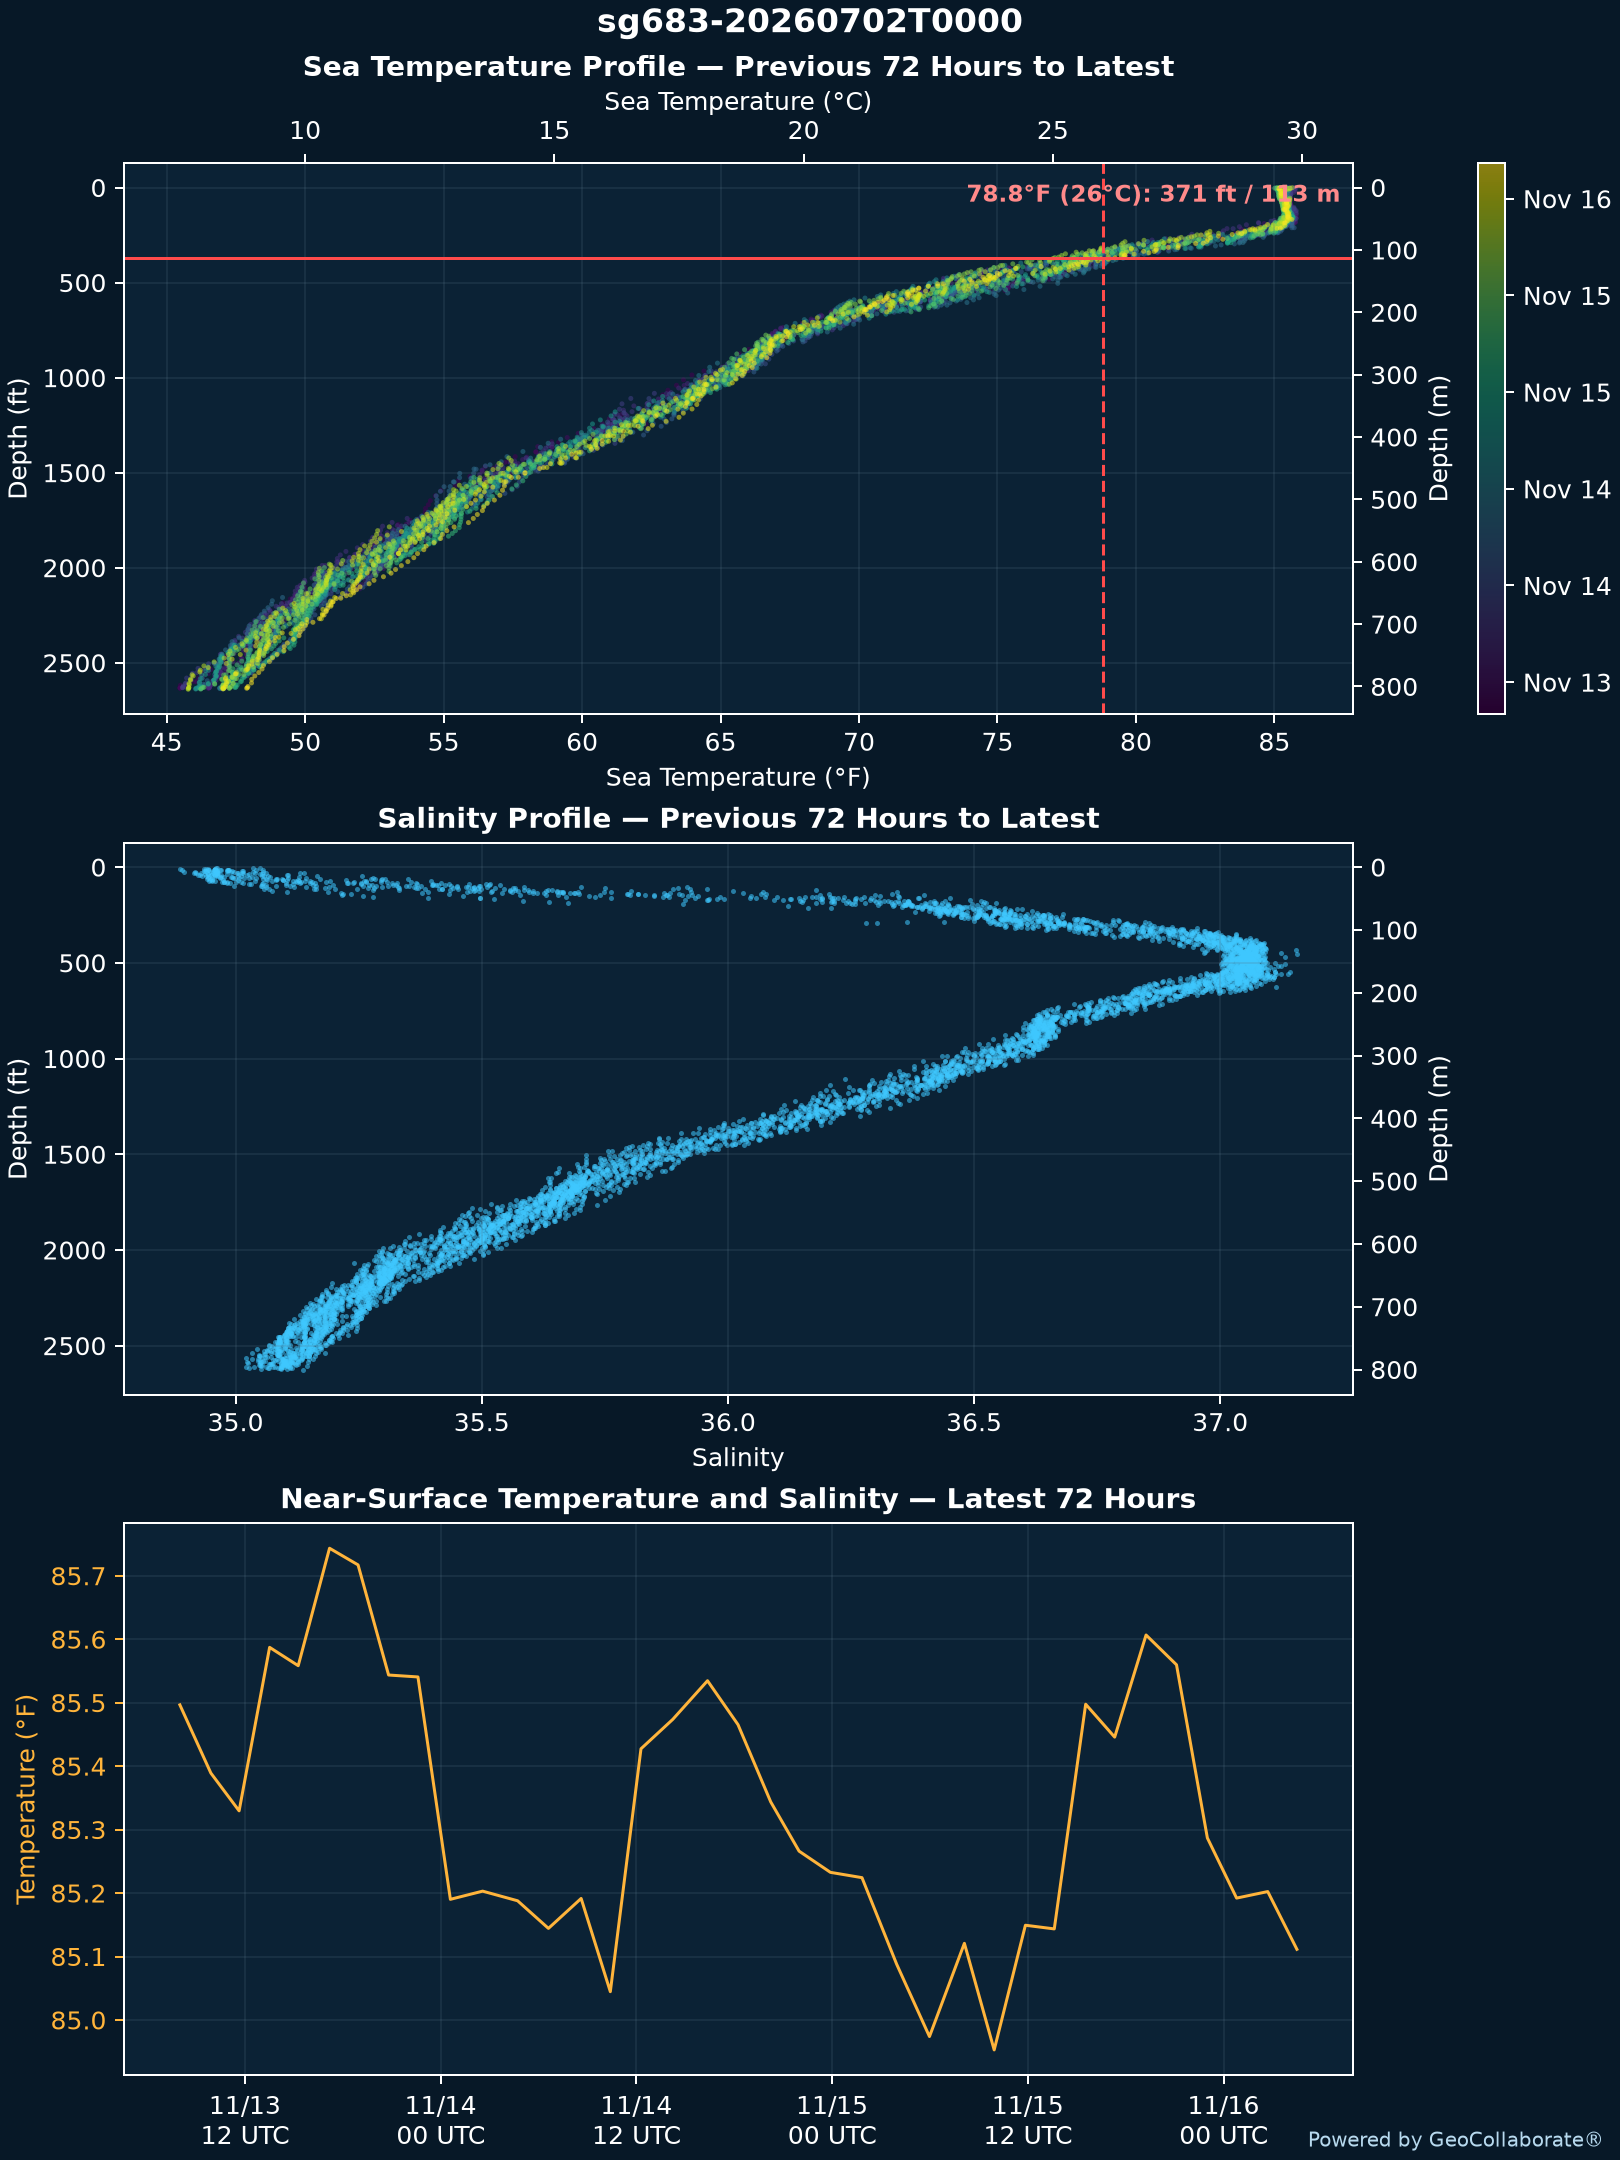 sg683-20260702T0000
Sea Temperature Profile — Previous 72 Hours to Latest
Sea Temperature (°C)
10 15 20 25 30
78.8°F (26°C): 371 ft / 113 m
0
500
1000
1500
2000
2500
Depth (ft)
0
100
200
300
400
500
600
700
800
Depth (m)
Nov 16
Nov 15
Nov 15
Nov 14
Nov 14
Nov 13
45 50 55 60 65 70 75 80 85
Sea Temperature (°F)
Salinity Profile — Previous 72 Hours to Latest
0
500
1000
1500
2000
2500
Depth (ft)
0
100
200
300
400
500
600
700
800
Depth (m)
35.0 35.5 36.0 36.5 37.0
Salinity
Near-Surface Temperature and Salinity — Latest 72 Hours
85.7
85.6
85.5
85.4
85.3
85.2
85.1
85.0
Temperature (°F)
11/13 11/14 11/14 11/15 11/15 11/16
12 UTC 00 UTC 12 UTC 00 UTC 12 UTC 00 UTC
Powered by GeoCollaborate®